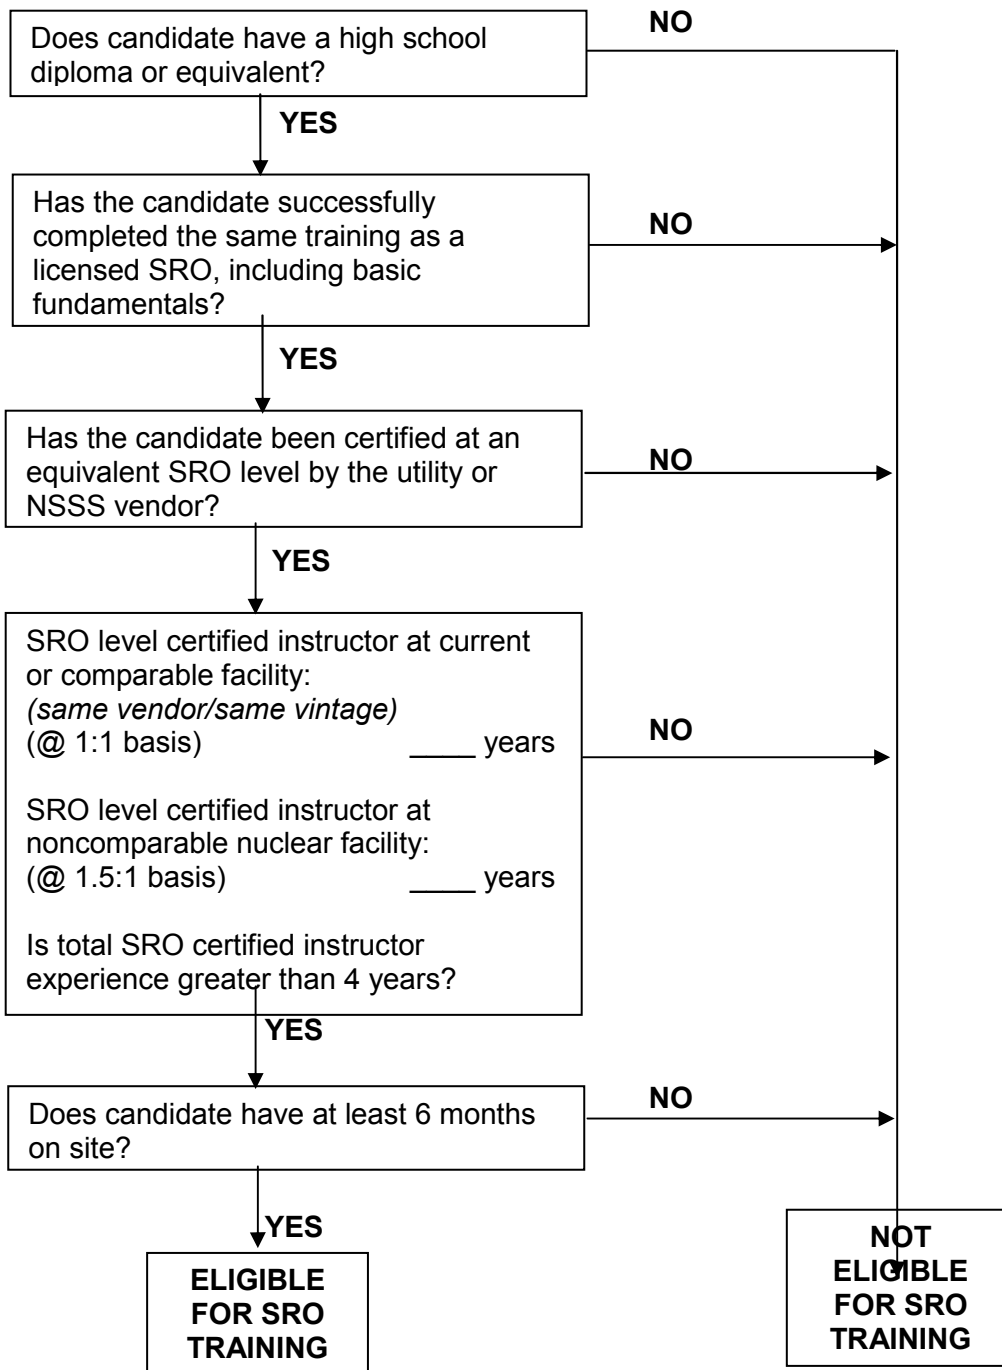 NO
Does candidate have a high school
diploma or equivalent?
YES
Has the candidate successfully
completed the same training as a
licensed SRO, including basic
fundamentals?
NO
YES
Has the candidate been certified at an
equivalent SRO level by the utility or
NSSS vendor?
NO
YES
SRO level certified instructor at current
or comparable facility:
(same vendor/same vintage)
(@ 1:1 basis) ____ years
NO
SRO level certified instructor at
noncomparable nuclear facility:
(@ 1.5:1 basis) ____ years
Is total SRO certified instructor
experience greater than 4 years?
YES
Does candidate have at least 6 months
on site?
NO
YES
ELIGIBLE
FOR SRO
TRAINING
NOT
ELIGIBLE
FOR SRO
TRAINING